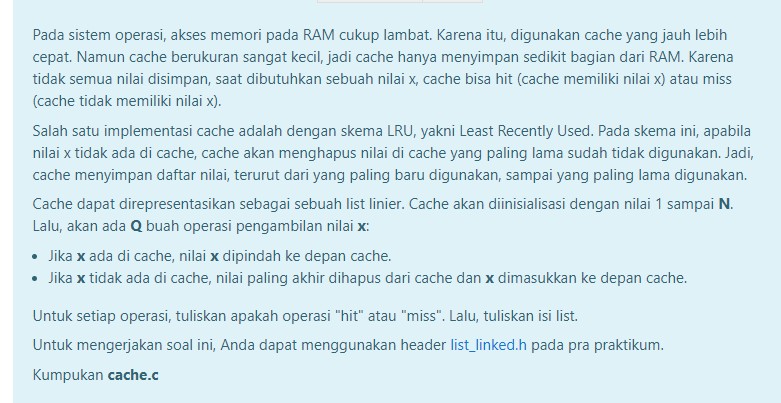 Pada sistem operasi, akses memori pada RAM cukup lambat. Karena itu, digunakan cache yang jauh lebih
cepat. Namun cache berukuran sangat kecil, jadi cache hanya menyimpan sedikit bagian dari RAM. Karena
tidak semua nilai disimpan, saat dibutuhkan sebuah nilai x, cache bisa hit (cache memiliki nilai x) atau miss
(cache tidak memiliki nilai x).
Salah satu implementasi cache adalah dengan skema LRU, yakni Least Recently Used. Pada skema ini, apabila
nilai x tidak ada di cache, cache akan menghapus nilai di cache yang paling lama sudah tidak digunakan. Jadi,
cache menyimpan daftar nilai, terurut dari yang paling baru digunakan, sampai yang paling lama digunakan.
Cache dapat direpresentasikan sebagai sebuah list linier. Cache akan diinisialisasi dengan nilai 1 sampai N.
Lalu, akan ada Q buah operasi pengambilan nilai x:
• Jika x ada di cache, nilai x dipindah ke depan cache.
• Jika x tidak ada di cache, nilai paling akhir dihapus dari cache dan x dimasukkan ke depan cache.
Untuk setiap operasi, tuliskan apakah operasi "hit" atau "miss". Lalu, tuliskan isi list.
Untuk mengerjakan soal ini, Anda dapat menggunakan header list_linked.h pada pra praktikum.
Kumpukan cache.c